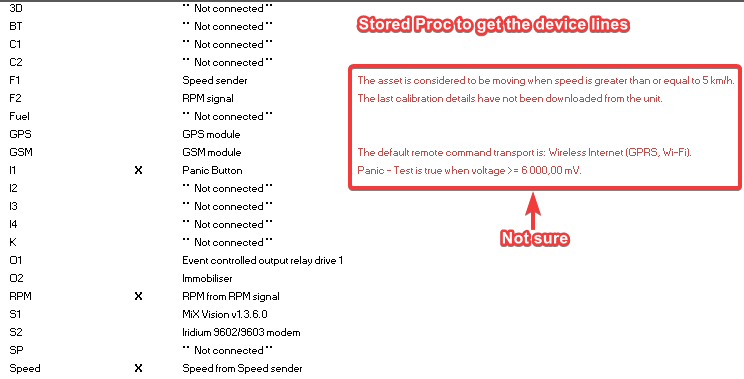 Stored Proc to get the device lines
3D ** Not connected **
BT ** Not connected **
C1 ** Not connected **
C2 ** Not connected **
F1 Speed sender The asset is considered to be moving when speed is greater than or equal to 5 km/h.
F2 RPM signal The last calibration details have not been downloaded from the unit.
Fuel ** Not connected **
GPS GPS module
GSM GSM module The default remote command transport is: Wireless Internet (GPRS, Wi-Fi).
I1 X Panic Button Panic - Test is true when voltage >= 6 000,00 mV.
I2 ** Not connected **
I3 ** Not connected **
I4 ** Not connected **
K ** Not connected **
Not sure
O1 Event controlled output relay drive 1
O2 Immobiliser
RPM X RPM from RPM signal
S1 MiX Vision v1.3.6.0
S2 Iridium 9602/9603 modem
SP ** Not connected **
Speed X Speed from Speed sender